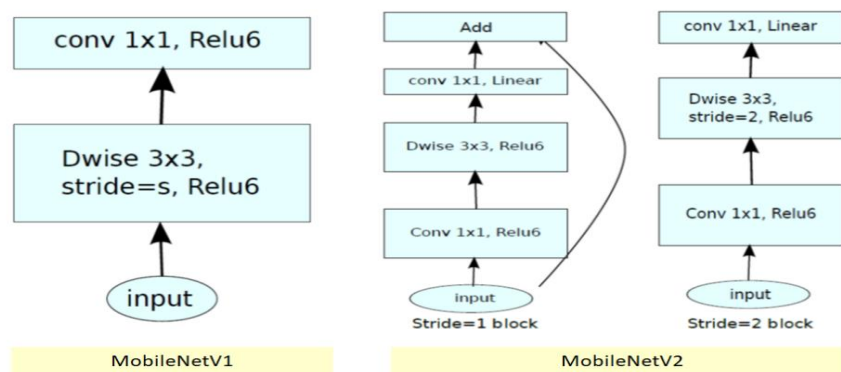 conv 1x1, Relu6
Dwise 3x3,
stride=s, Relu6
input
MobileNetV1
Add
conv 1x1, Linear
Dwise 3x3, Relu6
Conv 1x1, Relu6
input
Stride=1 block
conv 1x1, Linear
Dwise 3x3,
stride=2, Relu6
Conv 1x1, Relu6
input
Stride=2 block
MobileNetV2